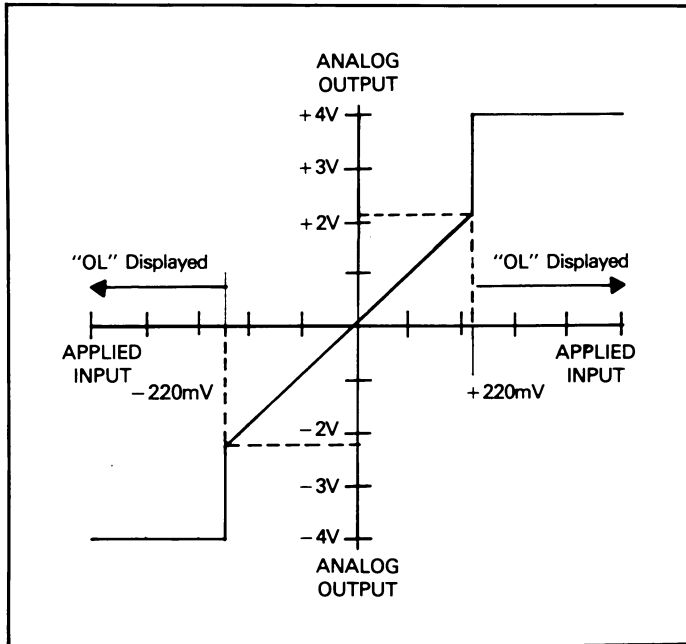 ANALOG
OUTPUT
+4V
+3V
+2V
"OL" Displayed
"OL" Displayed
APPLIED
INPUT
APPLIED
INPUT
−220mV
+220mV
−2V
−3V
−4V
ANALOG
OUTPUT